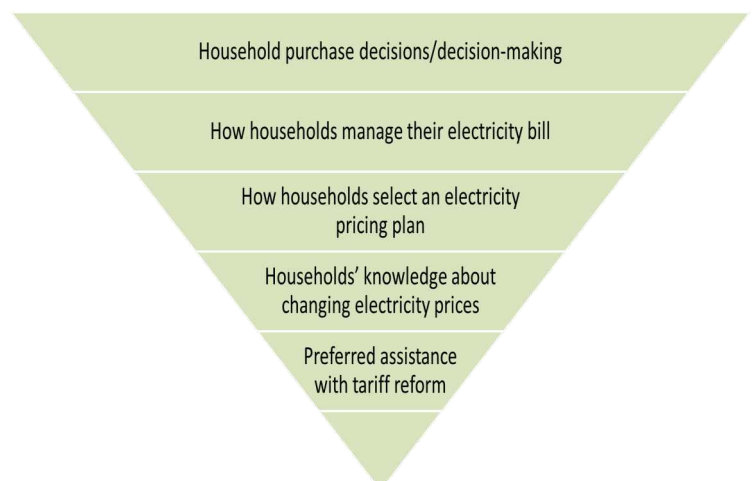 Household purchase decisions/decision-making
How households manage their electricity bill
How households select an electricity
pricing plan
Households’ knowledge about
changing electricity prices
Preferred assistance
with tariff reform